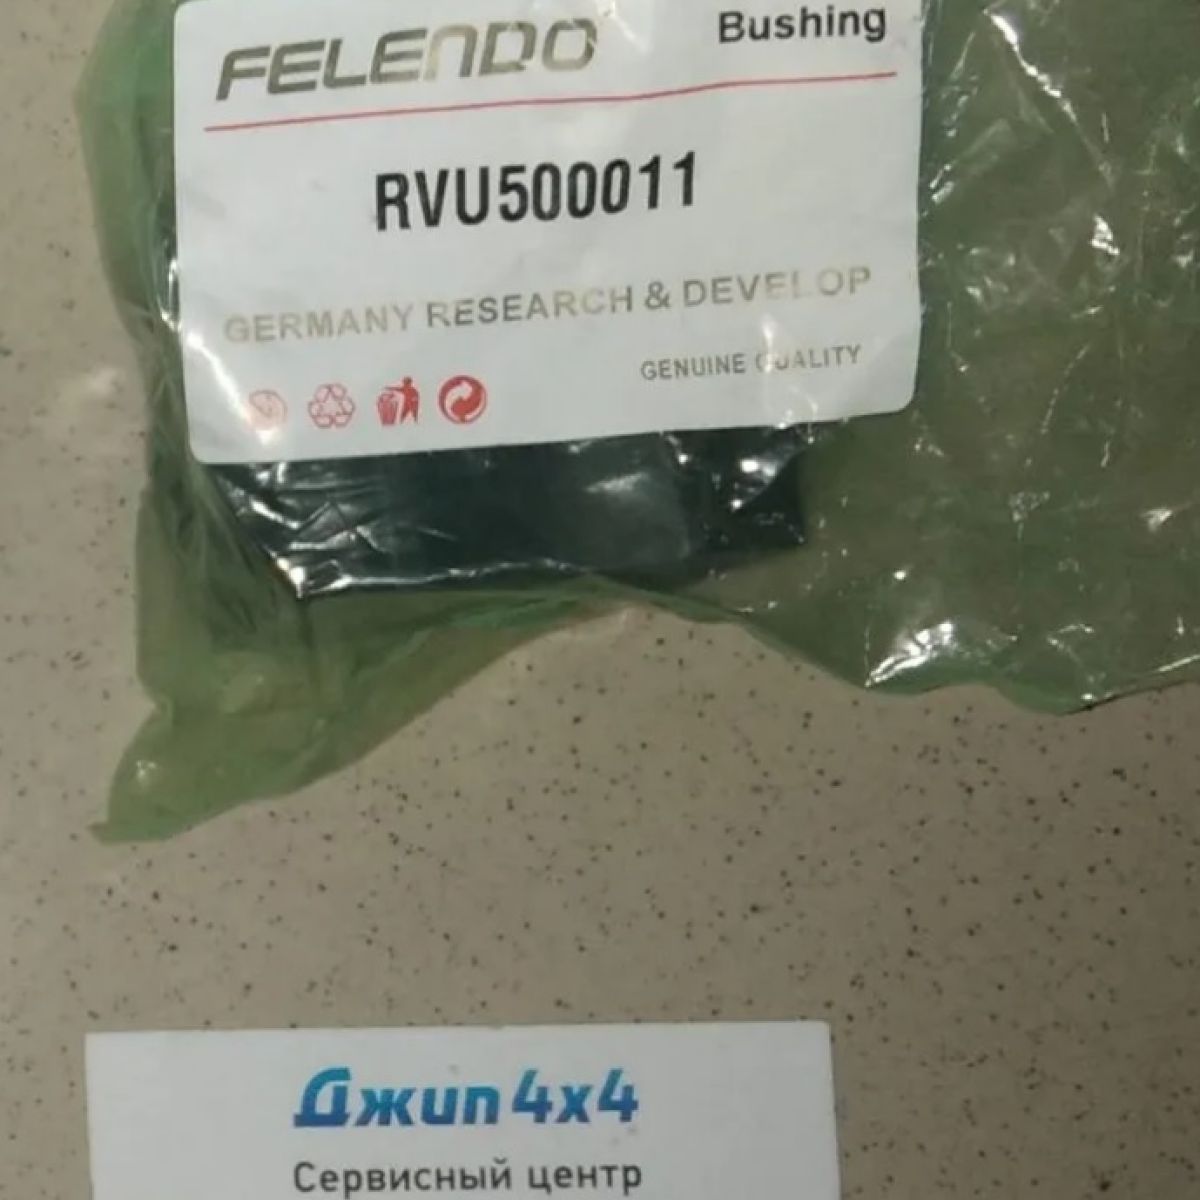 FELENDO
Bushing
RVU500011
GERMANY RESEARCH & DEVELOP
GENUINE QUALITY
Джип 4x4
Сервисный центр